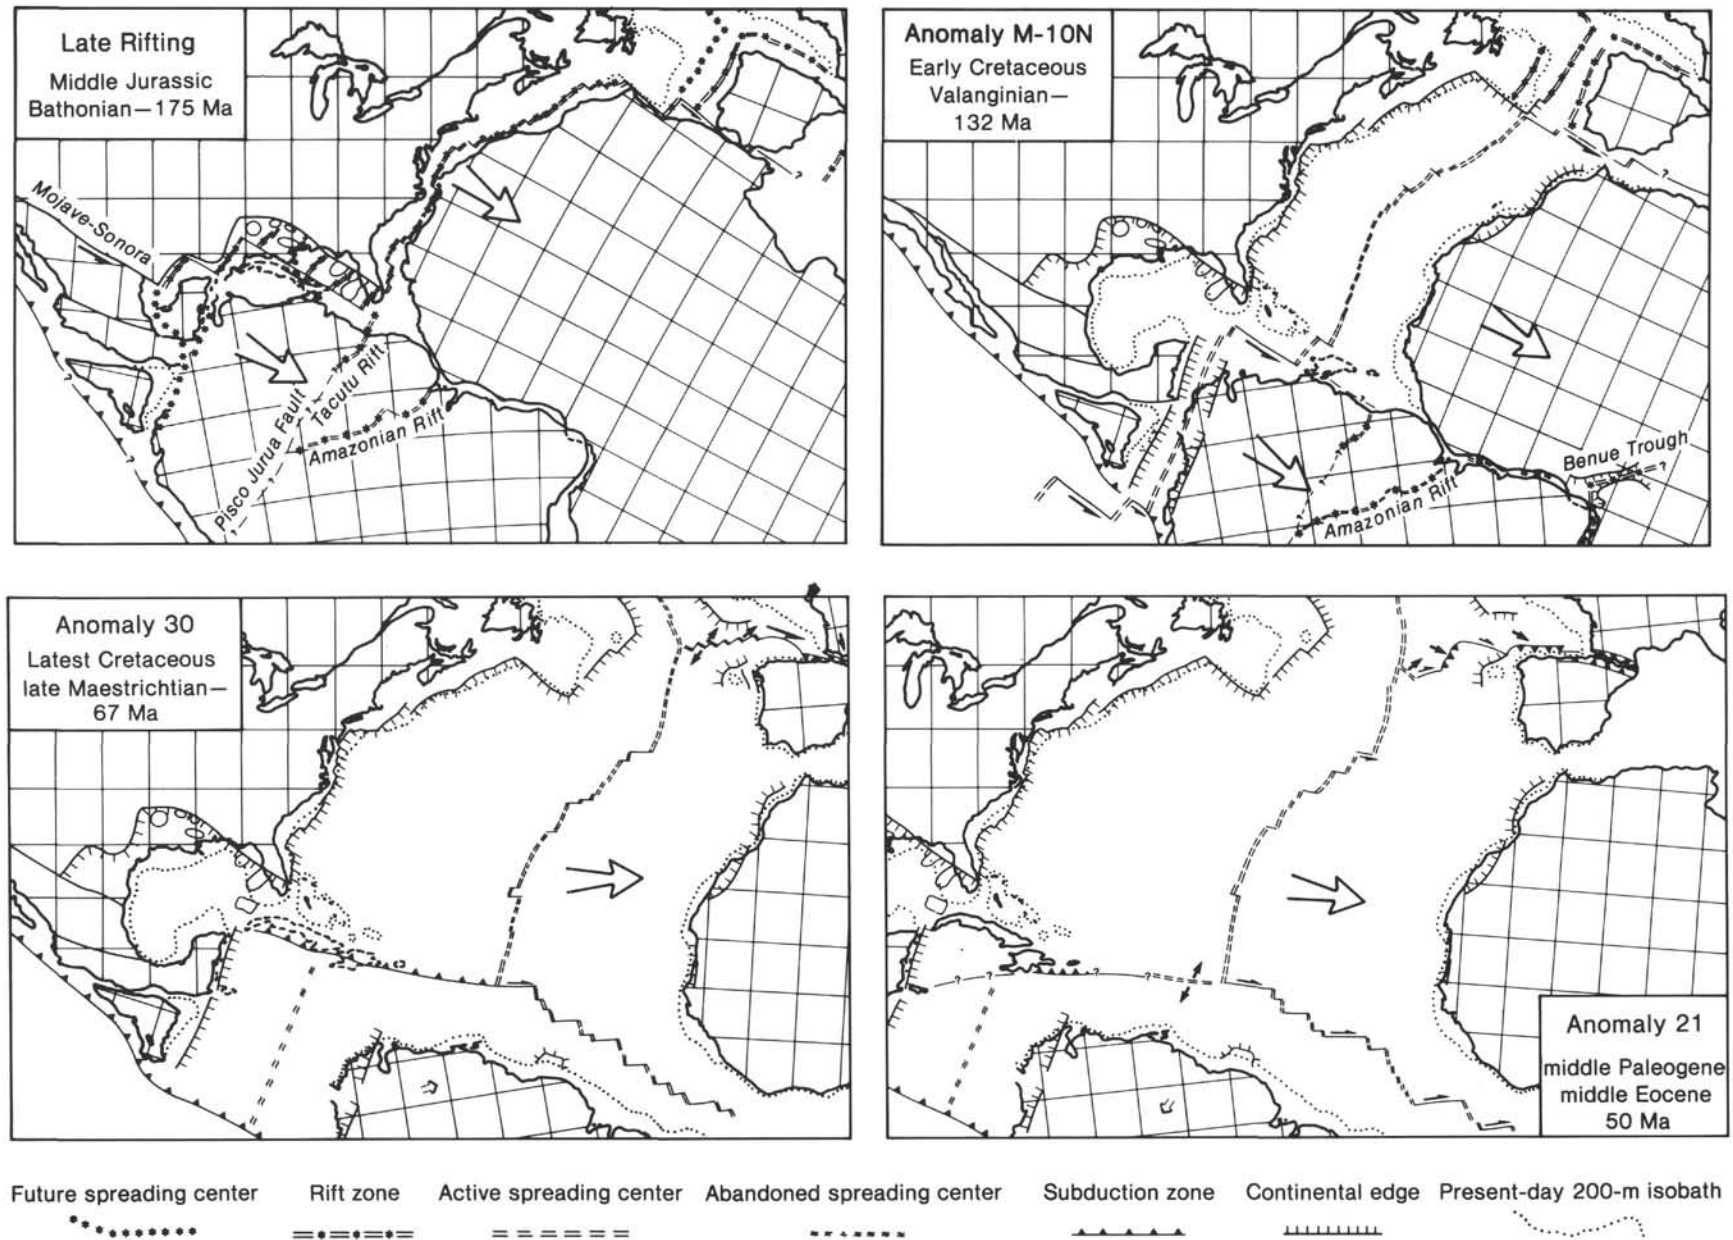 Late Rifting
Middle Jurassic
Bathonian—175 Ma
Mojave-Sonora
?
?
?
?
Pisco Jurua Fault
Tacutu Rift
Amazonian Rift
Anomaly M-10N
Early Cretaceous
Valanginian—
132 Ma
?
?
?
?
Benue Trough
?
Amazonian Rift
Anomaly 30
Latest Cretaceous
late Maestrichtian—
67 Ma
Anomaly 21
middle Paleogene
middle Eocene
50 Ma
?
?
?
?
Future spreading center
Rift zone
Active spreading center
Abandoned spreading center
Subduction zone
Continental edge
Present-day 200-m isobath